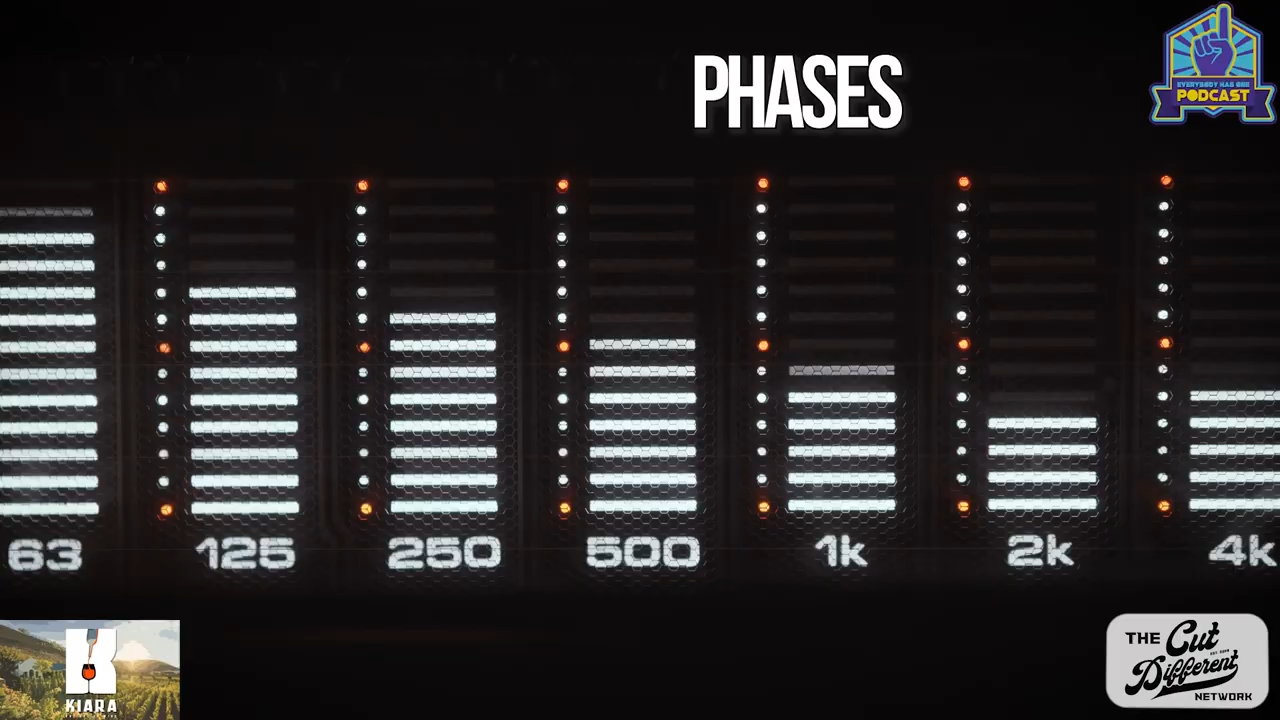 PHASES
EVERYBODY HAS ONE
PODCAST
63 125 250 500 1k 2k 4k
KIARA
THE Cut
Different
NETWORK